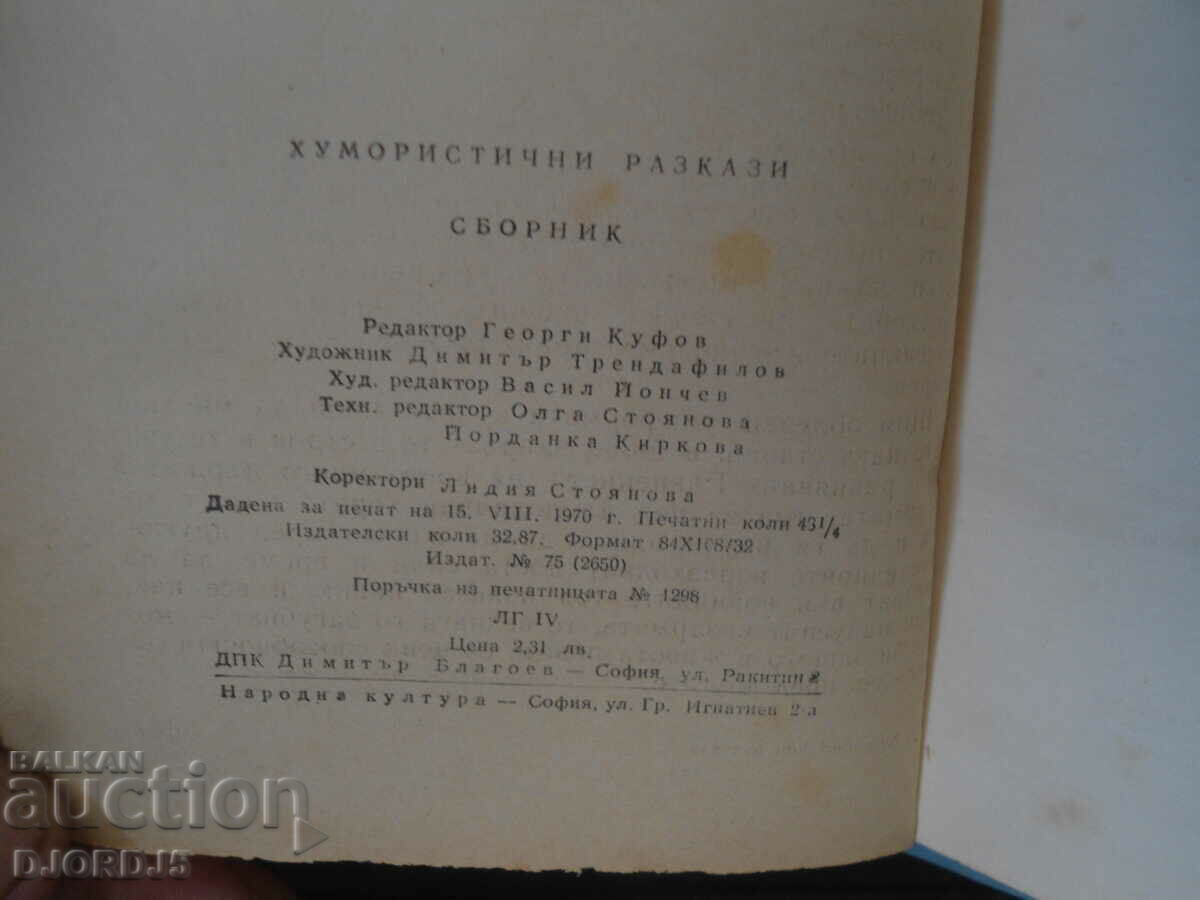 ХУМОРИСТИЧНИ РАЗКАЗИ
СБОРНИК
Редактор Георги Куфов
Художник Димитър Трендафилов
Худ. редактор Васил Йончев
Техн. редактор Олга Стоянова
Йорданка Киркова
Коректори Лидия Стоянова
Дадена за печат на 15. VIII. 1970 г. Печатни коли 431/4
Издателски коли 32,87. Формат 84X108/32
Издат. № 75 (2650)
Поръчка на печатницата № 1298
ЛГ IV
Цена 2,31 лв.
ДПК Димитър Благоев — София, ул. Ракитин 2
Народна култура — София, ул. Гр. Игнатиев 2-а
BALKAN
auction
DJORDJ5